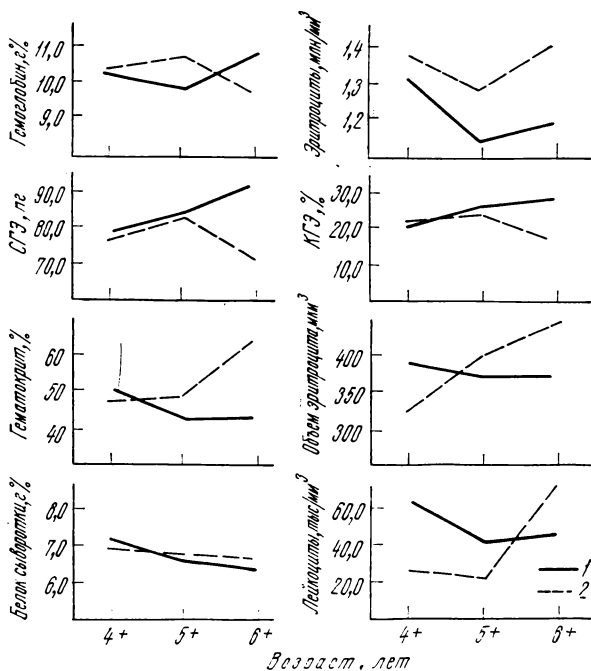 Гемоглобин, г%
11,0
10,0
9,0
Эритроциты, млн/мм³
1,4
1,3
1,2
СГЭ, пг
90,0
80,0
70,0
КГЭ, %
30,0
20,0
10,0
Гематокрит, %
60
50
40
Объем эритроцита, мкм³
400
350
300
Белок сыворотки, г%
8,0
7,0
6,0
Лейкоциты, тыс/мм³
60,0
40,0
20,0
1
2
4+ 5+ 6+
4+ 5+ 6+
Возраст, лет